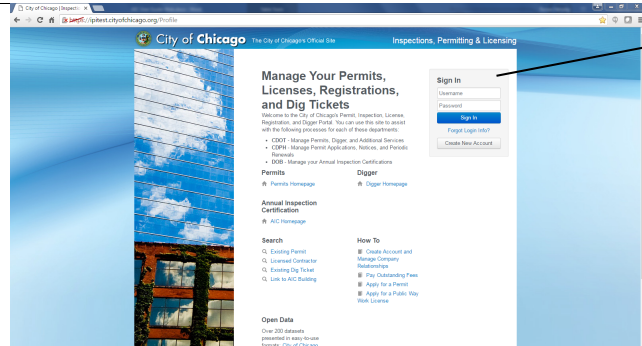 City of Chicago | Inspecti
https://ipitest.cityofchicago.org/Profile
City of Chicago The City of Chicago's Official Site Inspections, Permitting & Licensing
Manage Your Permits,
Licenses, Registrations,
and Dig Tickets
Welcome to the City of Chicago's Permit, Inspection, License,
Registration, and Digger Portal. You can use this site to assist
with the following processes for each of these departments:
• CDOT - Manage Permits, Digger, and Additional Services
• CDPH - Manage Permit Applications, Notices, and Periodic
Renewals
• DOB - Manage your Annual Inspection Certifications
Permits
Permits Homepage
Digger
Digger Homepage
Annual Inspection
Certification
AIC Homepage
Search
Existing Permit
Licensed Contractor
Existing Dig Ticket
Link to AIC Building
How To
Create Account and
Manage Company
Relationships
Pay Outstanding Fees
Apply for a Permit
Apply for a Public Way
Work License
Open Data
Over 200 datasets
presented in easy-to-use
formats. City of Chicago
Sign In
Username
Password
Sign In
Forgot Login Info?
Create New Account